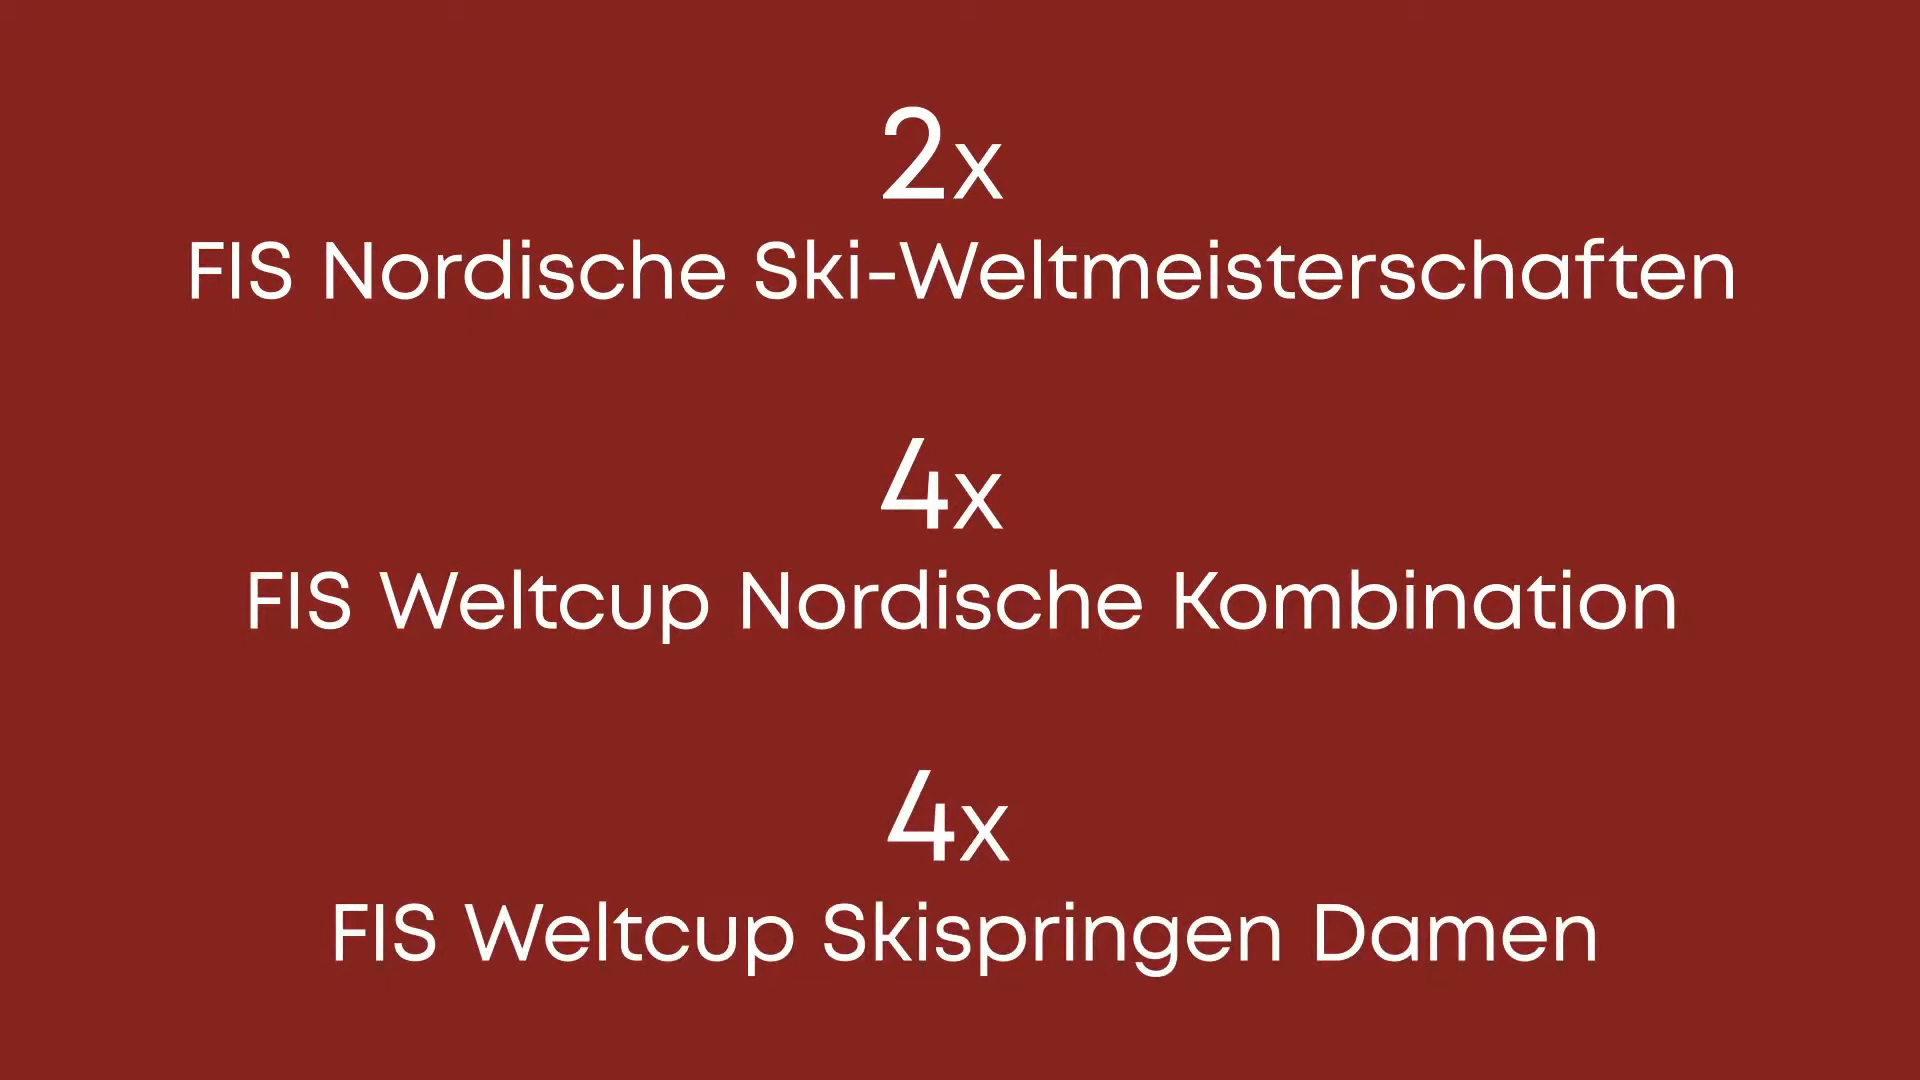 2x
FIS Nordische Ski-Weltmeisterschaften
4x
FIS Weltcup Nordische Kombination
4x
FIS Weltcup Skispringen Damen